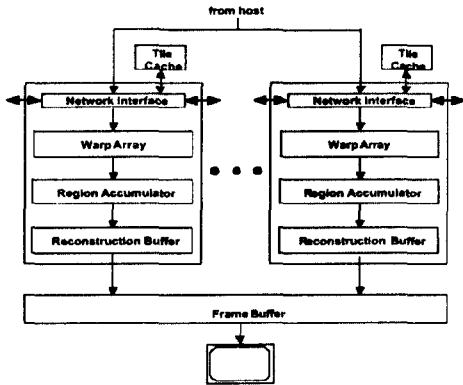 from host
Tile
Cache
Tile
Cache
Network Interface
Network Interface
Warp Array
Warp Array
Region Accumulator
Region Accumulator
Reconstruction Buffer
Reconstruction Buffer
Frame Buffer